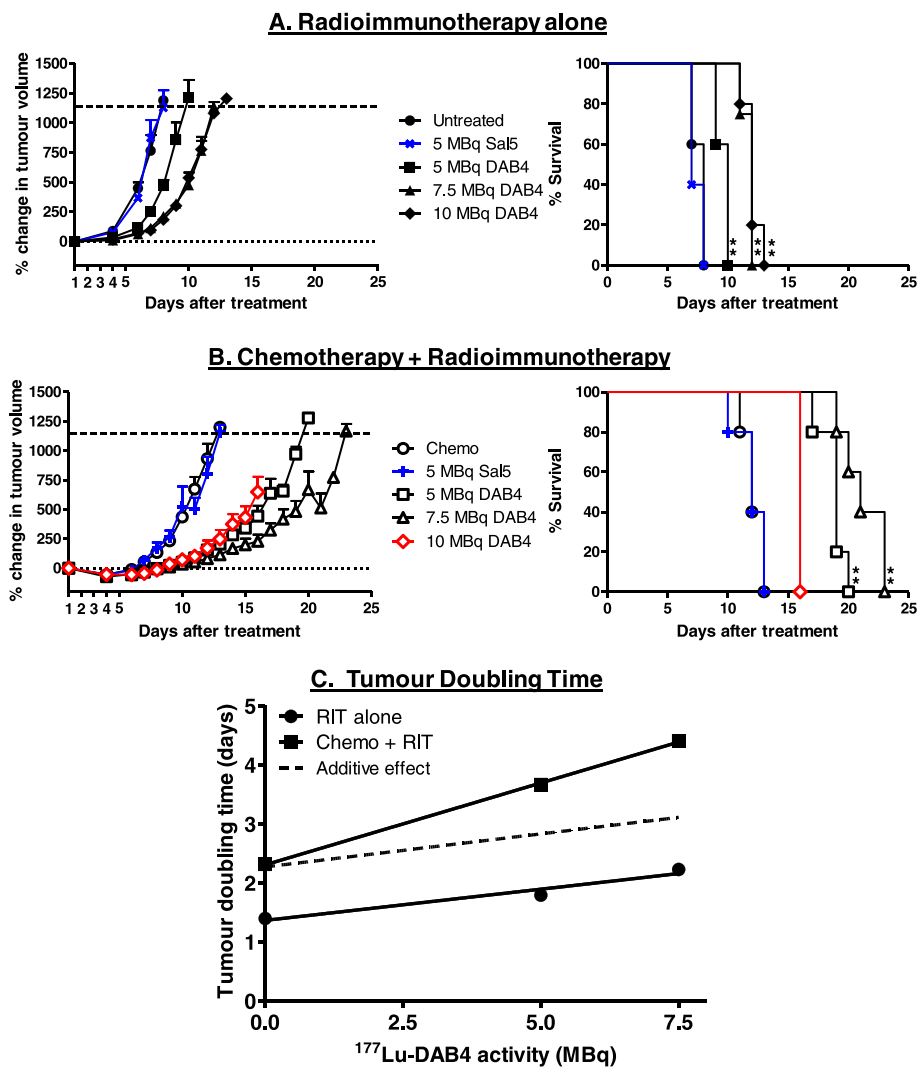 A. Radioimmunotherapy alone
% change in tumour volume
1500
1250
1000
750
500
250
0
1 2 3 4 5 10 15 20 25
Days after treatment
Untreated
5 MBq Sal5
5 MBq DAB4
7.5 MBq DAB4
10 MBq DAB4
% Survival
100
80
60
40
20
0
** ** **
0 5 10 15 20 25
Days after treatment
B. Chemotherapy + Radioimmunotherapy
% change in tumour volume
1500
1250
1000
750
500
250
0
1 2 3 4 5 10 15 20 25
Days after treatment
Chemo
5 MBq Sal5
5 MBq DAB4
7.5 MBq DAB4
10 MBq DAB4
% Survival
100
80
60
40
20
0
** **
0 5 10 15 20 25
Days after treatment
C. Tumour Doubling Time
Tumour doubling time (days)
5
4
3
2
1
0
RIT alone
Chemo + RIT
Additive effect
0.0 2.5 5.0 7.5
¹⁷⁷Lu-DAB4 activity (MBq)